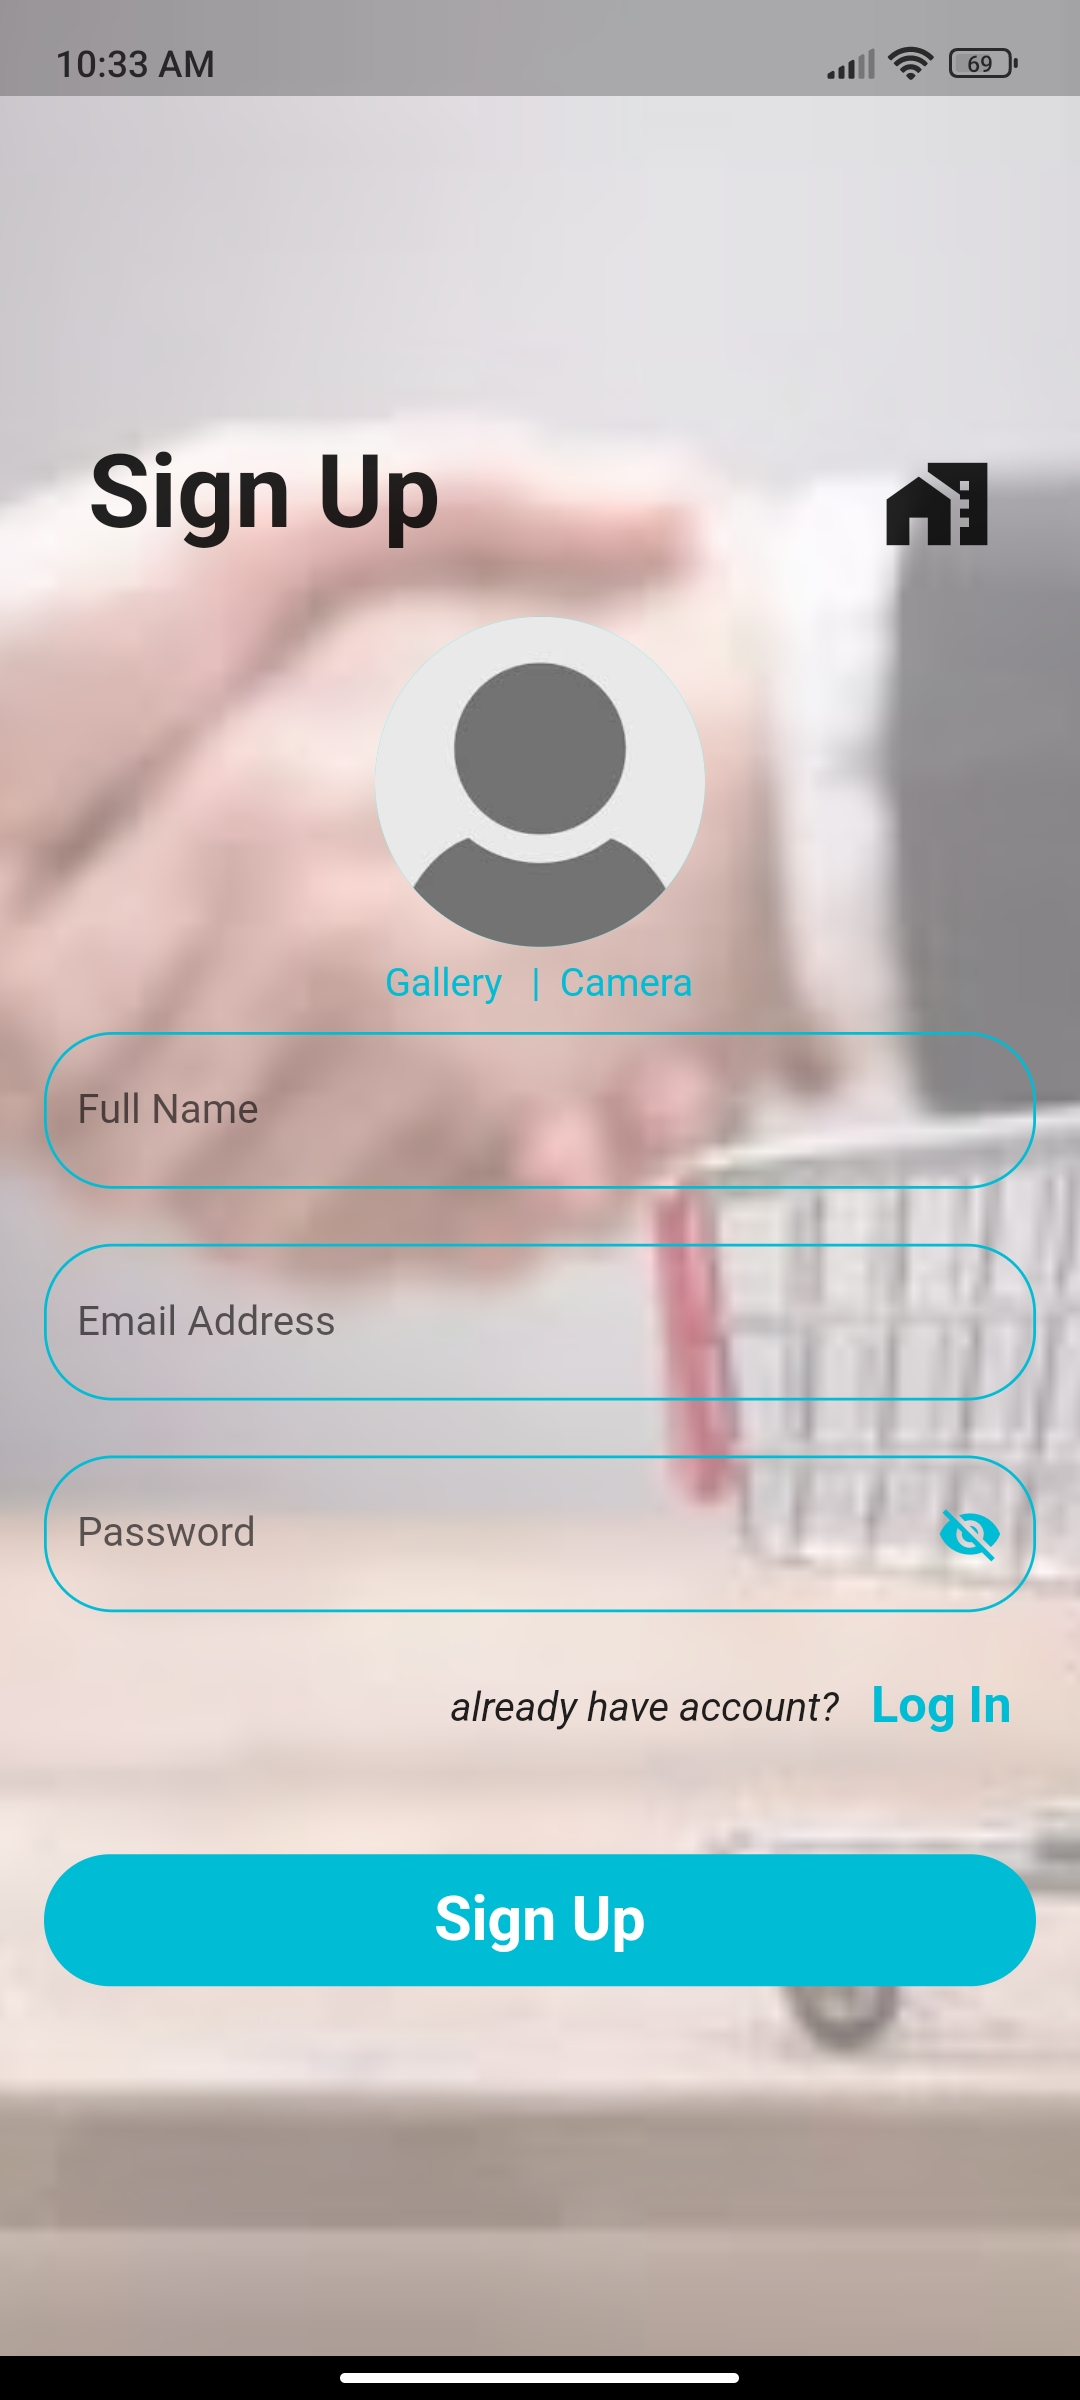 10:33 AM 69
Sign Up
Gallery | Camera
Full Name
Email Address
Password
already have account? Log In
Sign Up